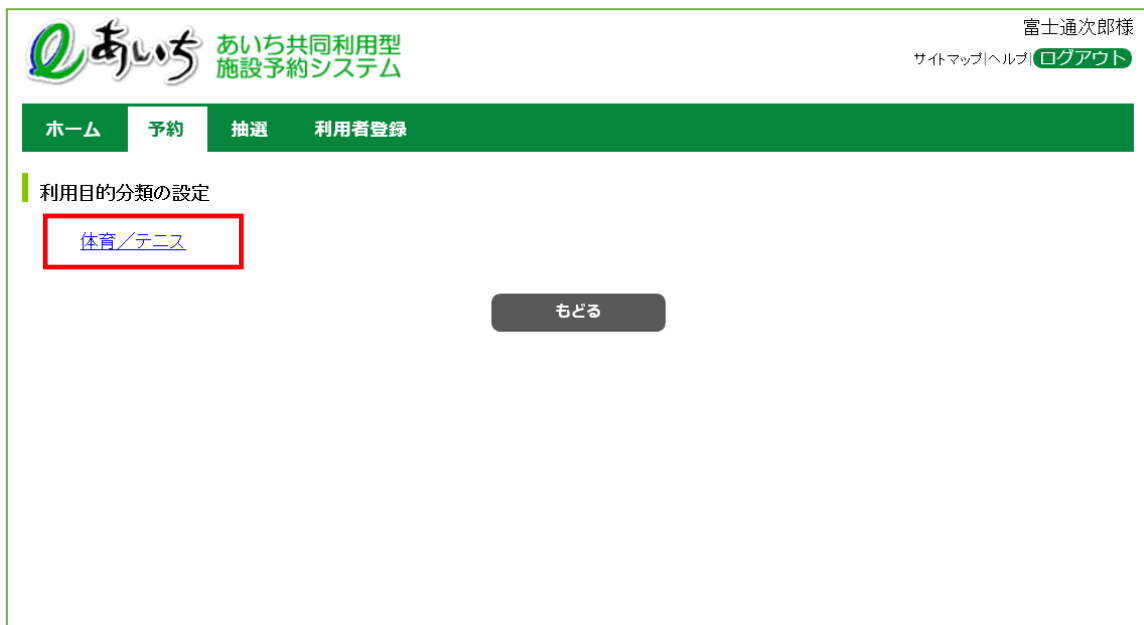 富士通次郎様
あいち あいち共同利用型
施設予約システム
サイトマップ|ヘルプ|ログアウト
ホーム 予約 抽選 利用者登録
利用目的分類の設定
体育／テニス
もどる